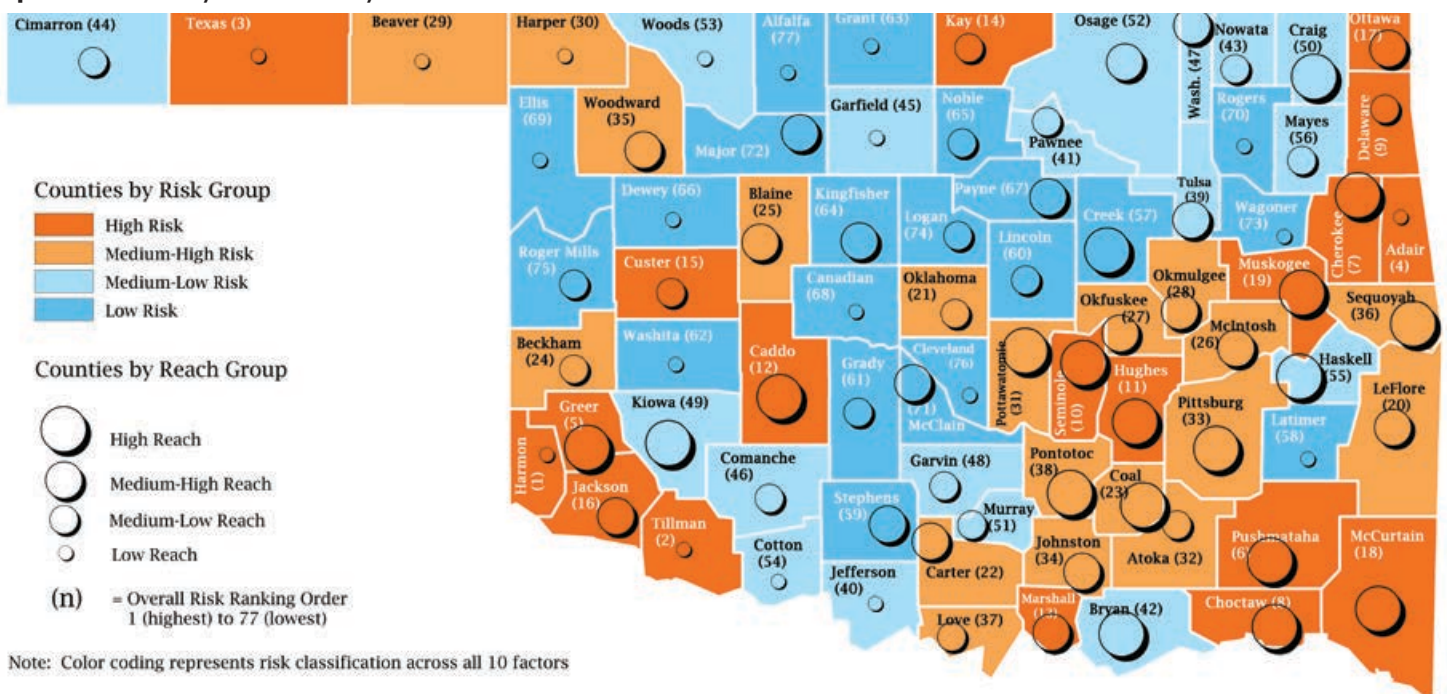 Cimarron (44)
Texas (3)
Beaver (29)
Harper (30)
Woods (53)
Alfalfa
(77)
Grant (63)
Kay (14)
Osage (52)
Wash. (47)
Nowata
(43)
Craig
(50)
Ottawa
(17)
Ellis
(69)
Woodward
(35)
Major (72)
Garfield (45)
Noble
(65)
Pawnee
(41)
Rogers
(70)
Mayes
(56)
Delaware
(9)
Counties by Risk Group
High Risk
Medium-High Risk
Medium-Low Risk
Low Risk
Dewey (66)
Blaine
(25)
Kingfisher
(64)
Logan
(74)
Payne (67)
Lincoln
(60)
Creek (57)
Tulsa
(39)
Wagoner
(73)
Cherokee
(7)
Adair
(4)
Roger Mills
(75)
Custer (15)
Canadian
(68)
Oklahoma
(21)
Okmulgee
(28)
Muskogee
(19)
Sequoyah
(36)
Okfuskee
(27)
McIntosh
(26)
Beckham
(24)
Washita (62)
Caddo
(12)
Grady
(61)
Cleveland
(76)
(71)
McClain
Pottawatomie
(31)
Seminole
(10)
Hughes
(11)
Pittsburg
(33)
Haskell
(55)
LeFlore
(20)
Latimer
(58)
Counties by Reach Group
High Reach
Medium-High Reach
Medium-Low Reach
Low Reach
(n) = Overall Risk Ranking Order
1 (highest) to 77 (lowest)
Greer
(5)
Kiowa (49)
Harmon
(1)
Jackson
(16)
Tillman
(2)
Comanche
(46)
Cotton
(54)
Stephens
(59)
Jefferson
(40)
Garvin (48)
Murray
(51)
Pontotoc
(38)
Coal
(23)
Carter (22)
Johnston
(34)
Atoka (32)
Pushmataha
(6)
McCurtain
(18)
Love (37)
Marshall
(13)
Bryan (42)
Choctaw (8)
Note: Color coding represents risk classification across all 10 factors